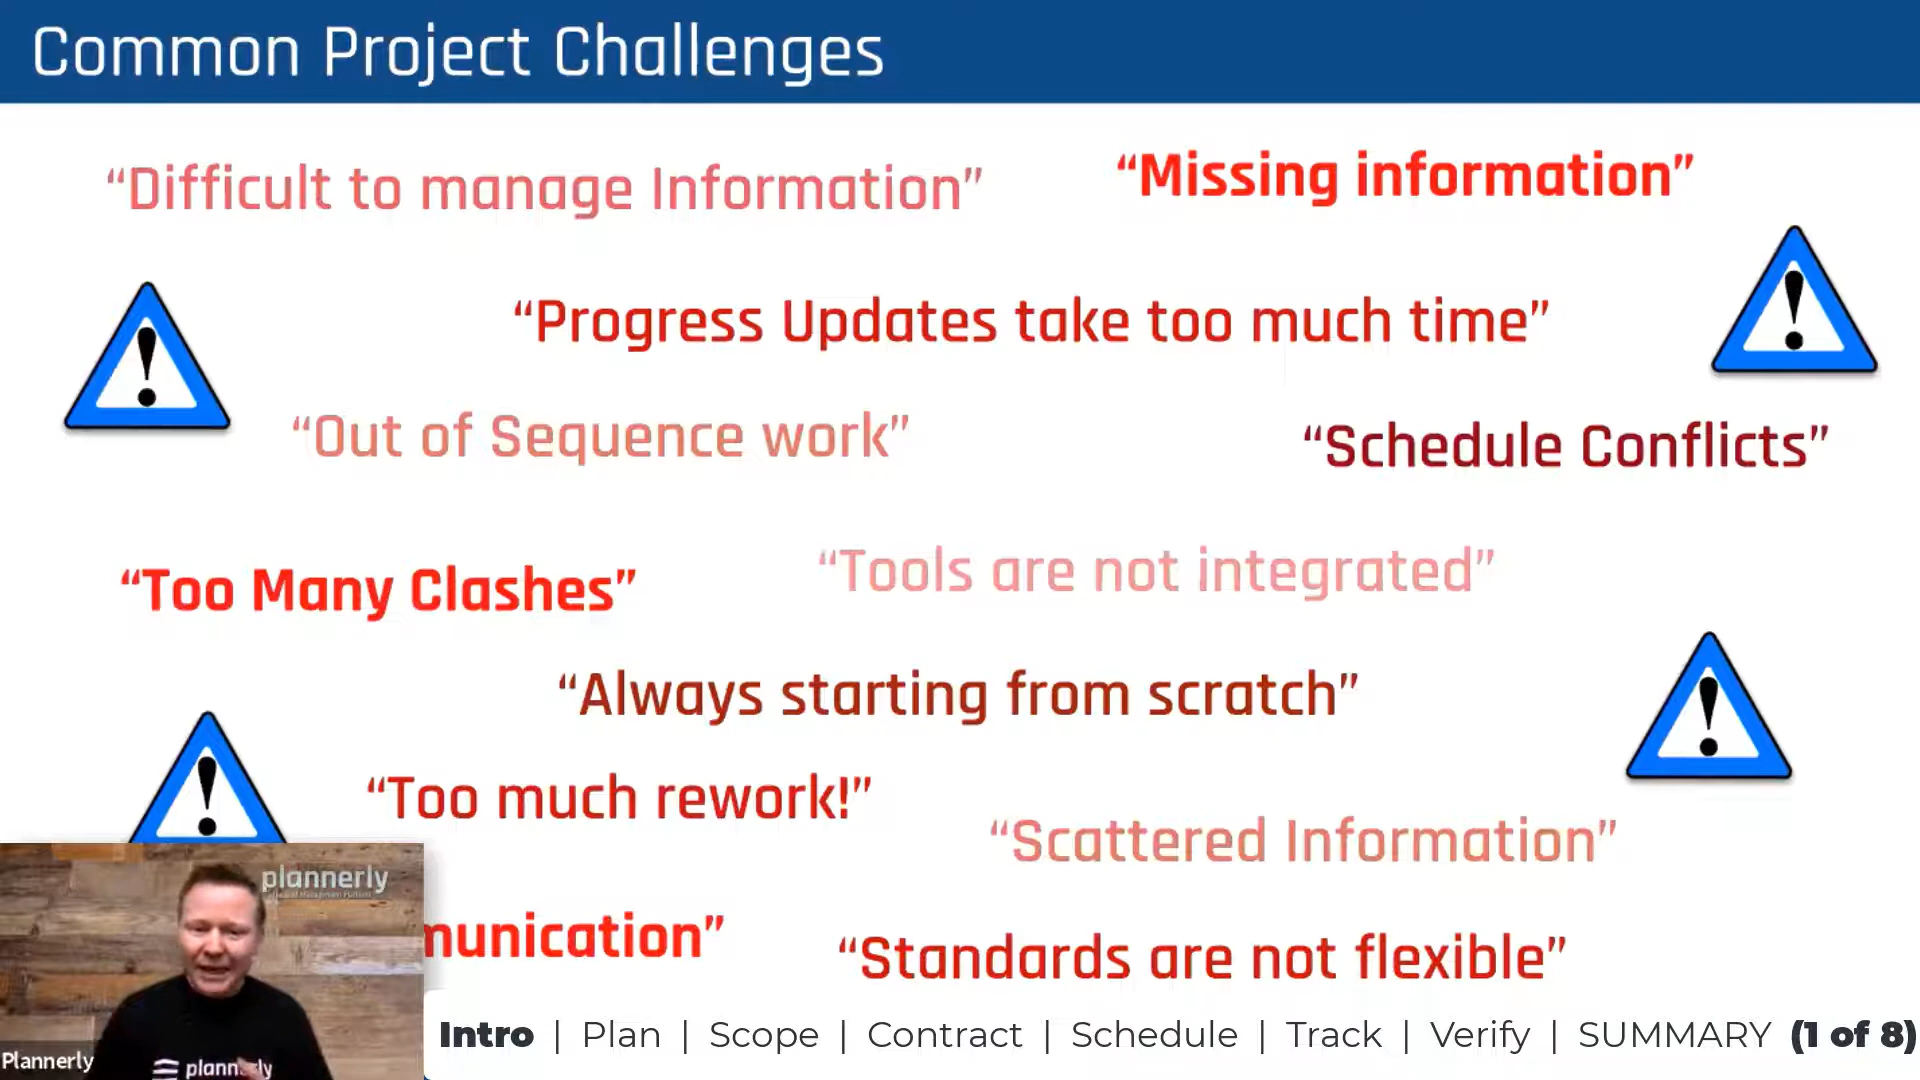 Common Project Challenges
“Difficult to manage Information”
“Missing information”
“Progress Updates take too much time”
“Out of Sequence work”
“Schedule Conflicts”
“Too Many Clashes”
“Tools are not integrated”
“Always starting from scratch”
“Too much rework!”
“Scattered Information”
plannerly
munication”
“Standards are not flexible”
Intro | Plan | Scope | Contract | Schedule | Track | Verify | SUMMARY (1 of 8)
Plannerly